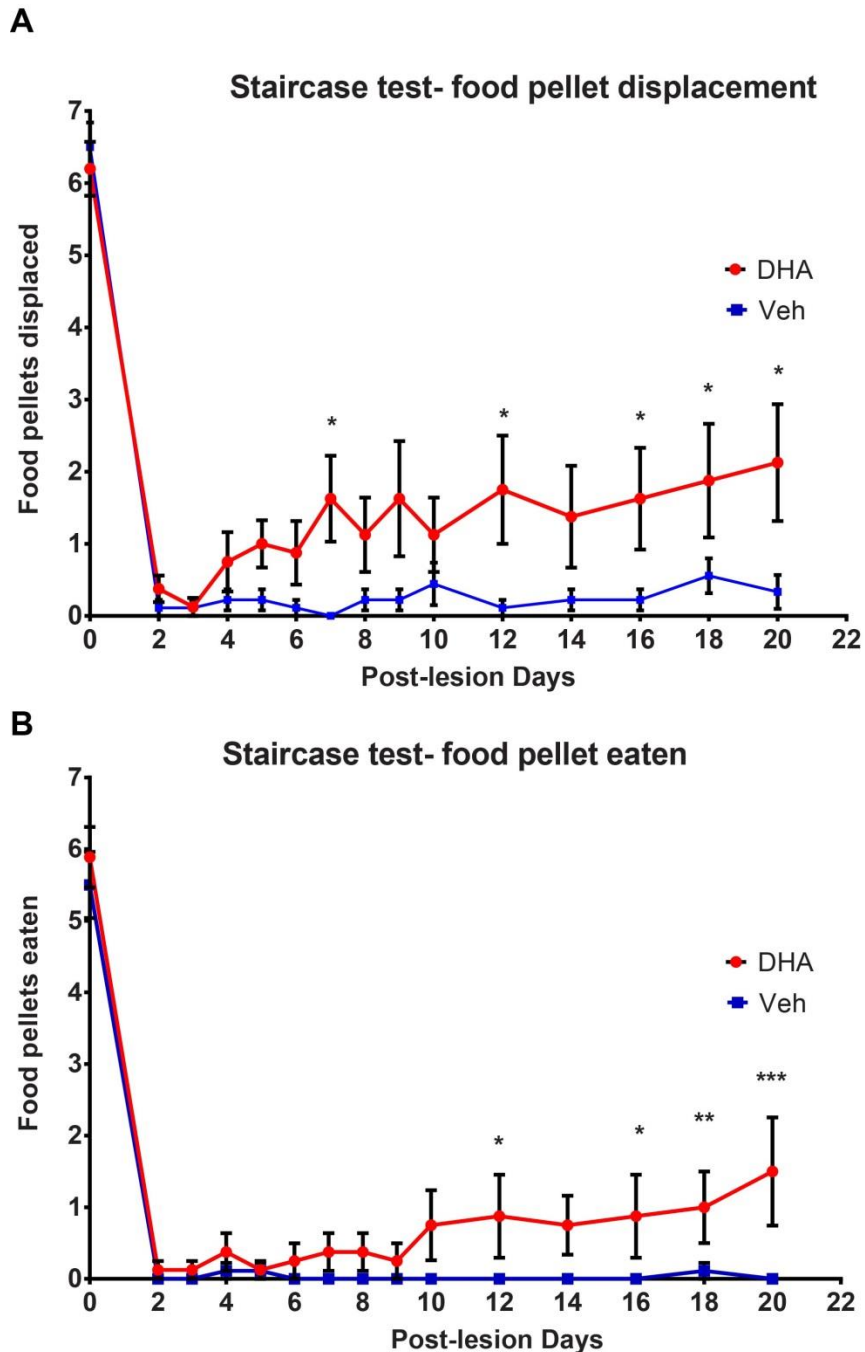 A
Staircase test- food pellet displacement
7
6
5
4
3
2
1
0
Food pellets displaced
DHA
Veh
*
*
*
*
*
0 2 4 6 8 10 12 14 16 18 20 22
Post-lesion Days
B
Staircase test- food pellet eaten
7
6
5
4
3
2
1
0
Food pellets eaten
DHA
Veh
*
*
**
***
0 2 4 6 8 10 12 14 16 18 20 22
Post-lesion Days